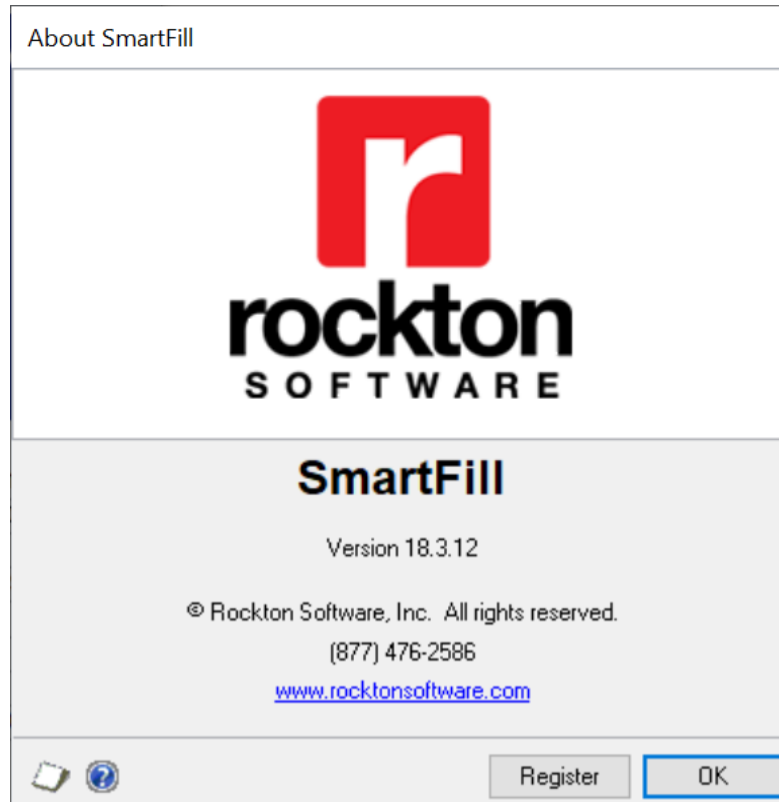 About SmartFill
r
rockton
SOFTWARE
SmartFill
Version 18.3.12
© Rockton Software, Inc. All rights reserved.
(877) 476-2586
www.rocktonsoftware.com
Register OK